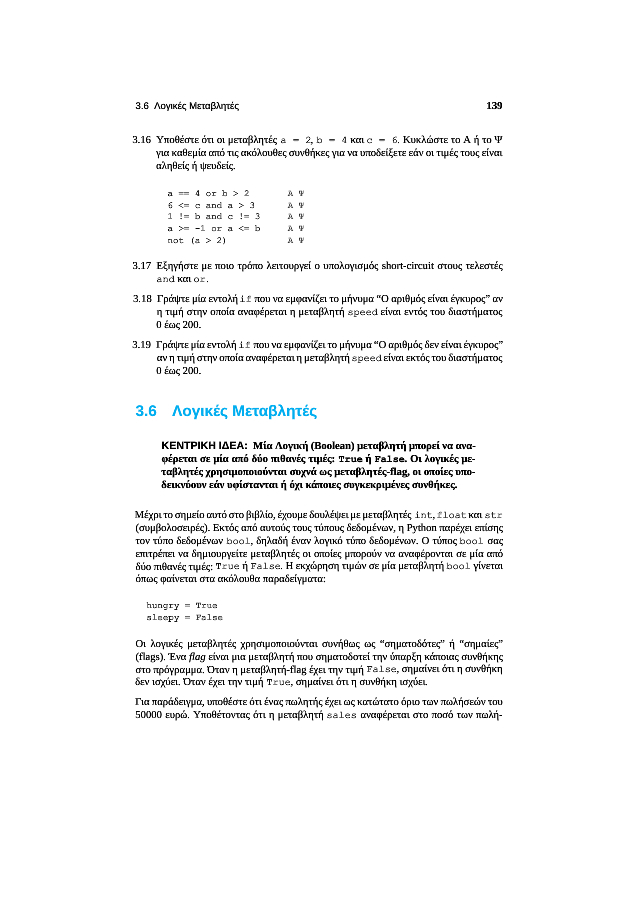 3.6 Λογικές Μεταβλητές 139
3.16 Υποθέστε ότι οι μεταβλητές a = 2, b = 4 και c = 6. Κυκλώστε το Α ή το Ψ
για καθεμία από τις ακόλουθες συνθήκες για να υποδείξετε εάν οι τιμές τους είναι
αληθείς ή ψευδείς.
a == 4 or b > 2 Α Ψ
6 <= c and a > 3 Α Ψ
1 != b and c != 3 Α Ψ
a >= -1 or a <= b Α Ψ
not (a > 2) Α Ψ
3.17 Εξηγήστε με ποιο τρόπο λειτουργεί ο υπολογισμός short-circuit στους τελεστές
and και or.
3.18 Γράψτε μία εντολή if που να εμφανίζει το μήνυμα “Ο αριθμός είναι έγκυρος” αν
η τιμή στην οποία αναφέρεται η μεταβλητή speed είναι εντός του διαστήματος
0 έως 200.
3.19 Γράψτε μία εντολή if που να εμφανίζει το μήνυμα “Ο αριθμός δεν είναι έγκυρος”
αν η τιμή στην οποία αναφέρεται η μεταβλητή speed είναι εκτός του διαστήματος
0 έως 200.
3.6 Λογικές Μεταβλητές
ΚΕΝΤΡΙΚΗ ΙΔΕΑ: Μία Λογική (Boolean) μεταβλητή μπορεί να ανα-
φέρεται σε μία από δύο πιθανές τιμές: True ή False. Οι λογικές με-
ταβλητές χρησιμοποιούνται συχνά ως μεταβλητές-flag, οι οποίες υπο-
δεικνύουν εάν υφίστανται ή όχι κάποιες συγκεκριμένες συνθήκες.
Μέχρι το σημείο αυτό στο βιβλίο, έχουμε δουλέψει με μεταβλητές int, float και str
(συμβολοσειρές). Εκτός από αυτούς τους τύπους δεδομένων, η Python παρέχει επίσης
τον τύπο δεδομένων bool, δηλαδή έναν λογικό τύπο δεδομένων. Ο τύπος bool σας
επιτρέπει να δημιουργείτε μεταβλητές οι οποίες μπορούν να αναφέρονται σε μία από
δύο πιθανές τιμές: True ή False. Η εκχώρηση τιμών σε μία μεταβλητή bool γίνεται
όπως φαίνεται στα ακόλουθα παραδείγματα:
hungry = True
sleepy = False
Οι λογικές μεταβλητές χρησιμοποιούνται συνήθως ως “σηματοδότες” ή “σημαίες”
(flags). Ένα flag είναι μια μεταβλητή που σηματοδοτεί την ύπαρξη κάποιας συνθήκης
στο πρόγραμμα. Όταν η μεταβλητή-flag έχει την τιμή False, σημαίνει ότι η συνθήκη
δεν ισχύει. Όταν έχει την τιμή True, σημαίνει ότι η συνθήκη ισχύει.
Για παράδειγμα, υποθέστε ότι ένας πωλητής έχει ως κατώτατο όριο των πωλήσεών του
50000 ευρώ. Υποθέτοντας ότι η μεταβλητή sales αναφέρεται στο ποσό των πωλή-